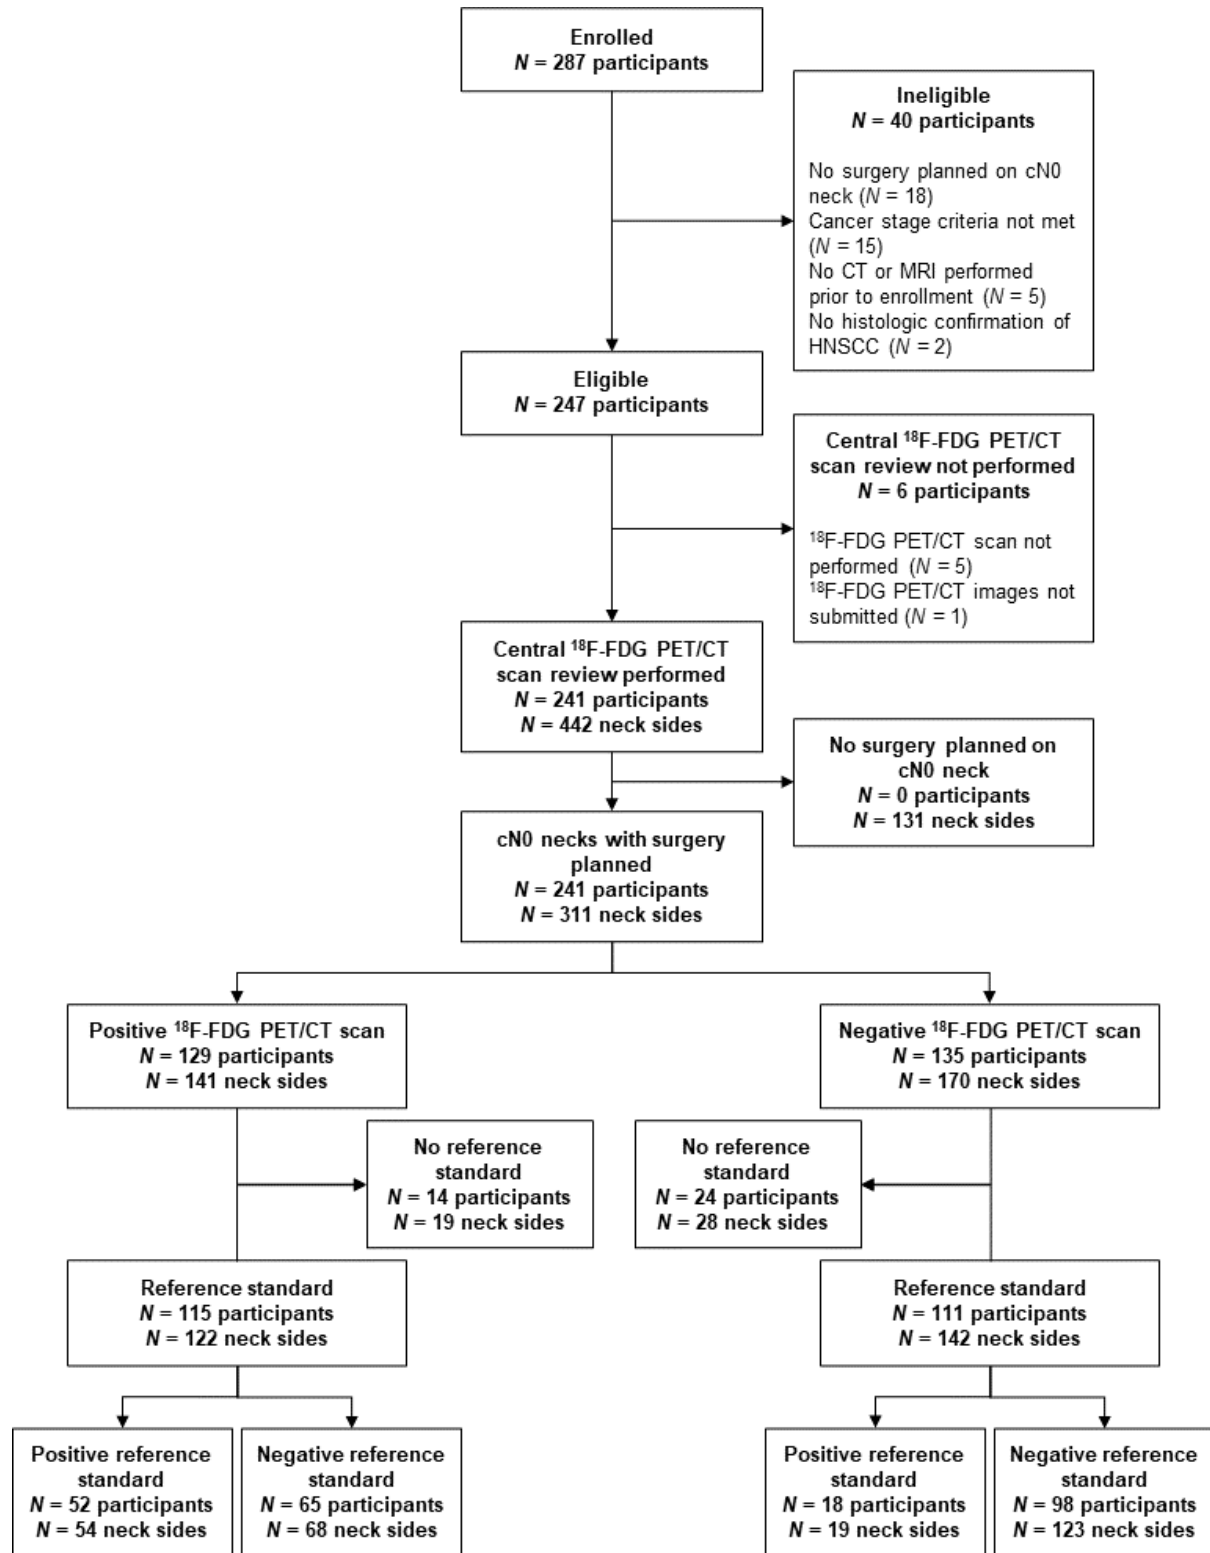 Enrolled
N = 287 participants
Ineligible
N = 40 participants
No surgery planned on cN0
neck (N = 18)
Cancer stage criteria not met
(N = 15)
No CT or MRI performed
prior to enrollment (N = 5)
No histologic confirmation of
HNSCC (N = 2)
Eligible
N = 247 participants
Central ¹⁸F-FDG PET/CT
scan review not performed
N = 6 participants
¹⁸F-FDG PET/CT scan not
performed (N = 5)
¹⁸F-FDG PET/CT images not
submitted (N = 1)
Central ¹⁸F-FDG PET/CT
scan review performed
N = 241 participants
N = 442 neck sides
No surgery planned on
cN0 neck
N = 0 participants
N = 131 neck sides
cN0 necks with surgery
planned
N = 241 participants
N = 311 neck sides
Positive ¹⁸F-FDG PET/CT scan
N = 129 participants
N = 141 neck sides
Negative ¹⁸F-FDG PET/CT scan
N = 135 participants
N = 170 neck sides
No reference
standard
N = 14 participants
N = 19 neck sides
No reference
standard
N = 24 participants
N = 28 neck sides
Reference standard
N = 115 participants
N = 122 neck sides
Reference standard
N = 111 participants
N = 142 neck sides
Positive reference
standard
N = 52 participants
N = 54 neck sides
Negative reference
standard
N = 65 participants
N = 68 neck sides
Positive reference
standard
N = 18 participants
N = 19 neck sides
Negative reference
standard
N = 98 participants
N = 123 neck sides